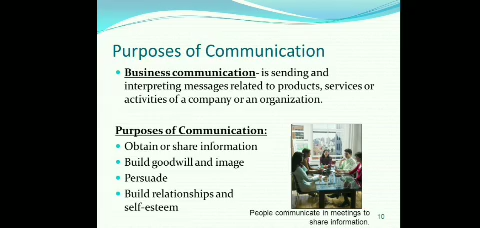 Purposes of Communication
Business communication- is sending and
interpreting messages related to products, services or
activities of a company or an organization.
Purposes of Communication:
Obtain or share information
Build goodwill and image
Persuade
Build relationships and
self-esteem
People communicate in meetings to
share information.
10